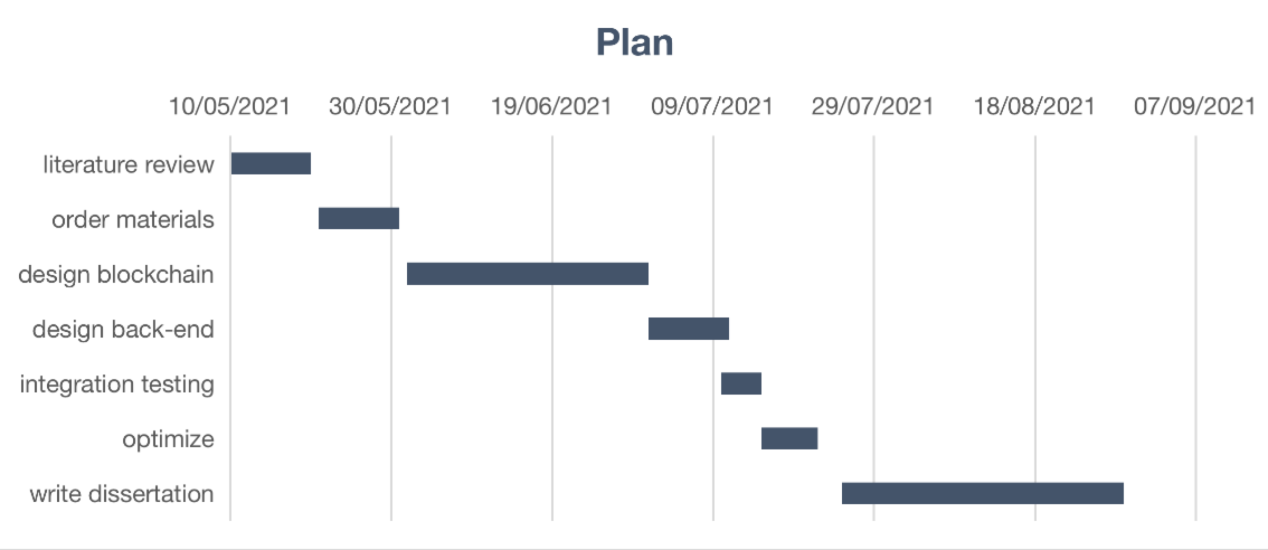 Plan
10/05/2021 30/05/2021 19/06/2021 09/07/2021 29/07/2021 18/08/2021 07/09/2021
literature review
order materials
design blockchain
design back-end
integration testing
optimize
write dissertation